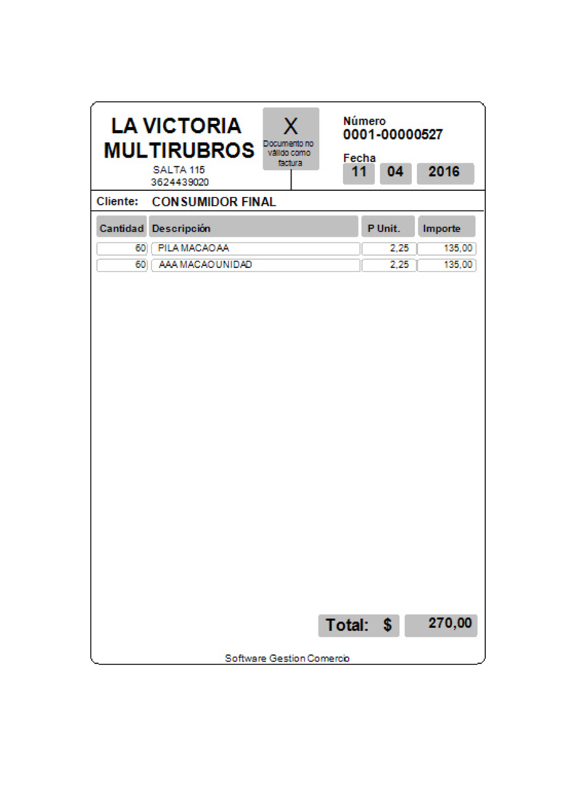 LA VICTORIA
MULTIRUBROS
SALTA 115
3624439020
X
Documento no
válido como
factura
Número
0001-00000527
Fecha
11 04 2016
Cliente: CONSUMIDOR FINAL
Cantidad Descripción P Unit. Importe
60 PILA MACAO AA 2,25 135,00
60 AAA MACAO UNIDAD 2,25 135,00
Total: $ 270,00
Software Gestion Comercio